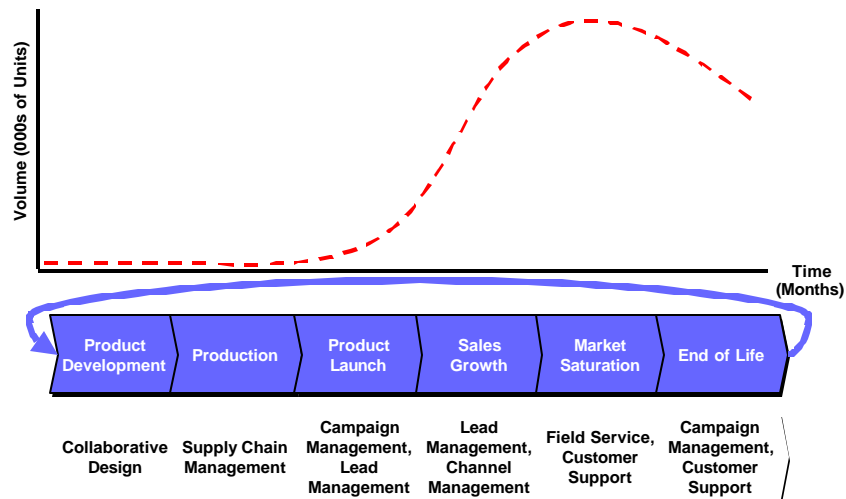 Volume (000s of Units)
Time
(Months)
Product
Development
Production
Product
Launch
Sales
Growth
Market
Saturation
End of Life
Collaborative
Design
Supply Chain
Management
Campaign
Management,
Lead
Management
Lead
Management,
Channel
Management
Field Service,
Customer
Support
Campaign
Management,
Customer
Support